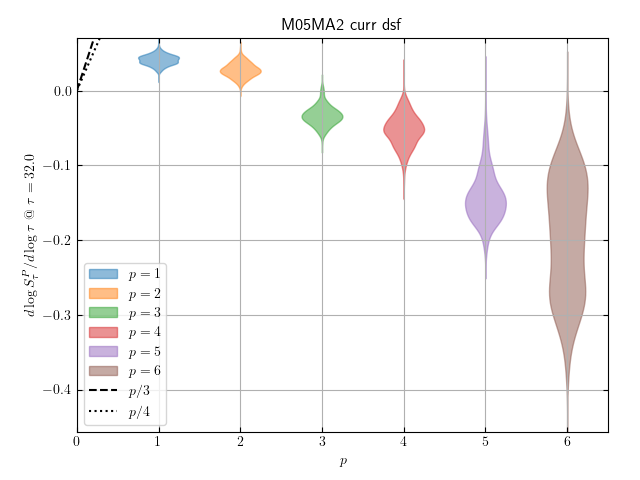 M05MA2 curr dsf
d log S_τ^p / d log τ @ τ = 32.0
0.0
−0.1
−0.2
−0.3
−0.4
p = 1
p = 2
p = 3
p = 4
p = 5
p = 6
p/3
p/4
0 1 2 3 4 5 6
p